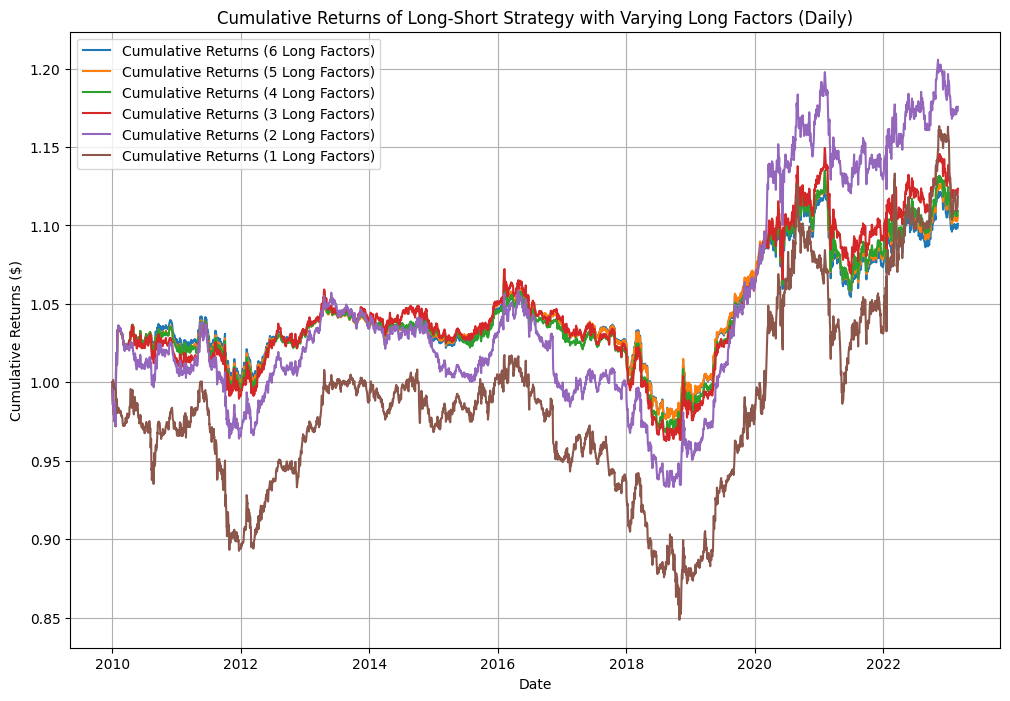 Cumulative Returns of Long-Short Strategy with Varying Long Factors (Daily)
Cumulative Returns (6 Long Factors)
Cumulative Returns (5 Long Factors)
Cumulative Returns (4 Long Factors)
Cumulative Returns (3 Long Factors)
Cumulative Returns (2 Long Factors)
Cumulative Returns (1 Long Factors)
Cumulative Returns ($)
1.20
1.15
1.10
1.05
1.00
0.95
0.90
0.85
2010 2012 2014 2016 2018 2020 2022
Date